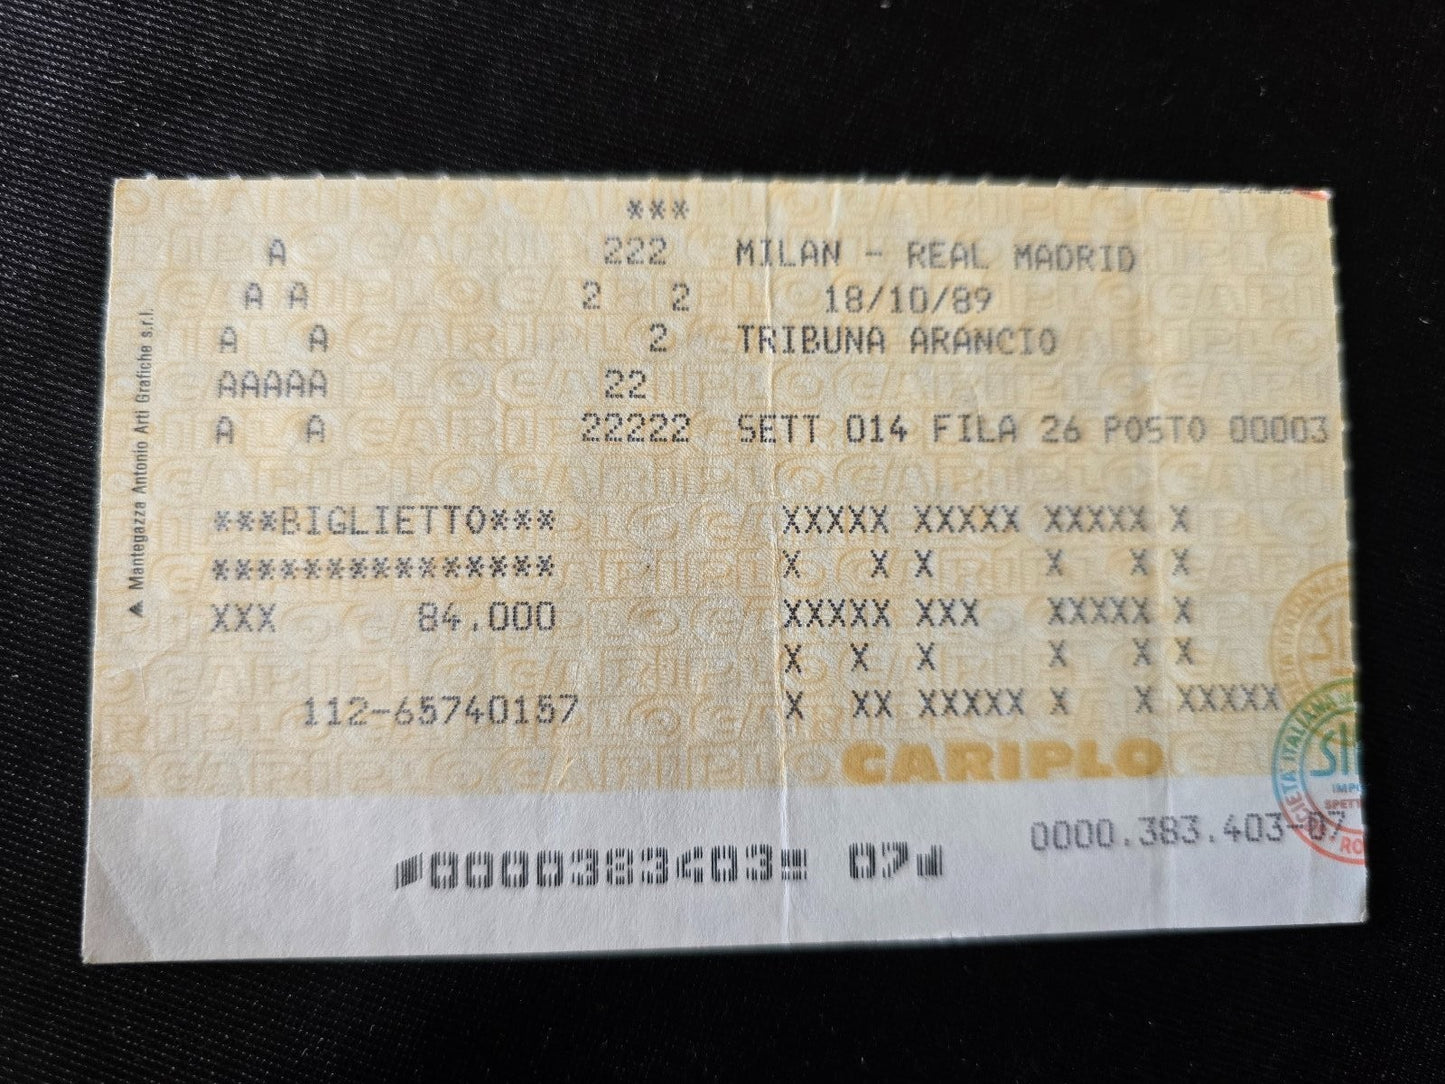 ***
A 222 MILAN - REAL MADRID
A A 2 2 18/10/89
A A 2 TRIBUNA ARANCIO
AAAAA 22
A A 22222 SETT 014 FILA 26 POSTO 00003
***BIGLIETTO*** XXXXX XXXXX XXXXX X
*************** X X X X X X
XXX 84.000 XXXXX XXX XXXXX X
X X X X X X
112-65740157 X XX XXXXX X X XXXXX
CARIPLO
0000.383.403-07
0000383403 07
▲ Mantegazza Antonio Arti Grafiche s.r.l.